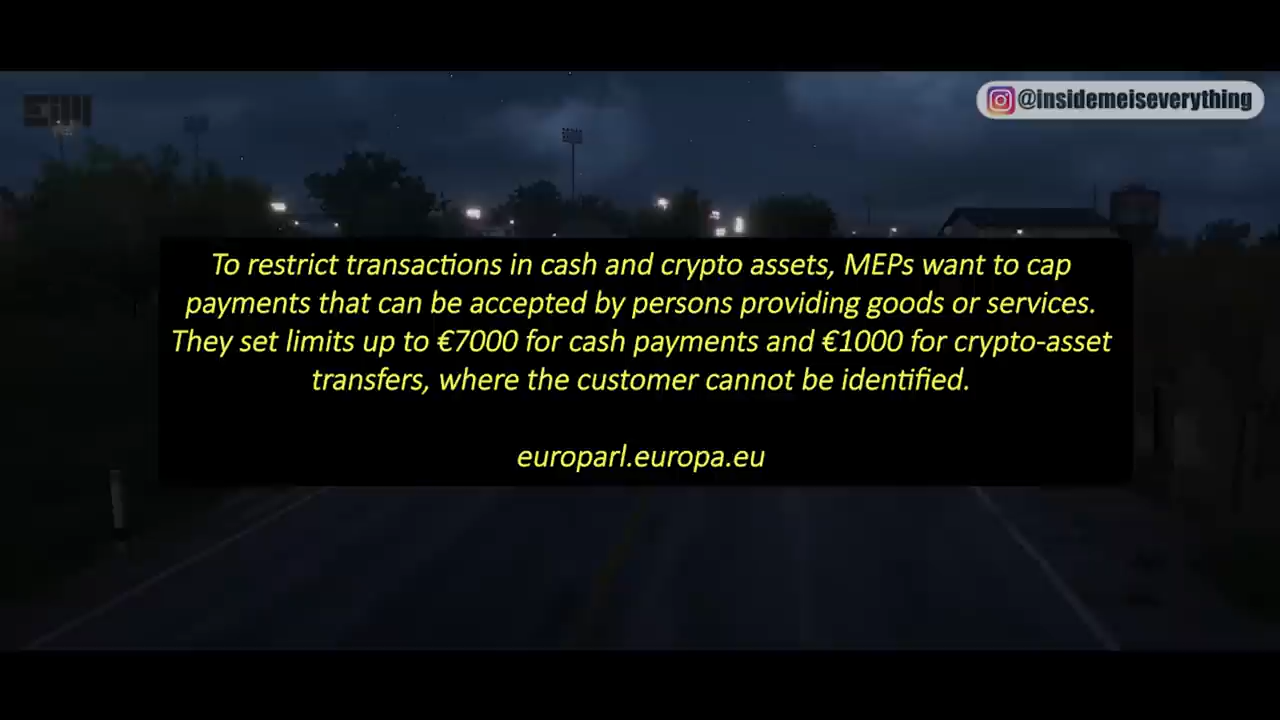 @insidemeiseverything
To restrict transactions in cash and crypto assets, MEPs want to cap
payments that can be accepted by persons providing goods or services.
They set limits up to €7000 for cash payments and €1000 for crypto-asset
transfers, where the customer cannot be identified.
europarl.europa.eu